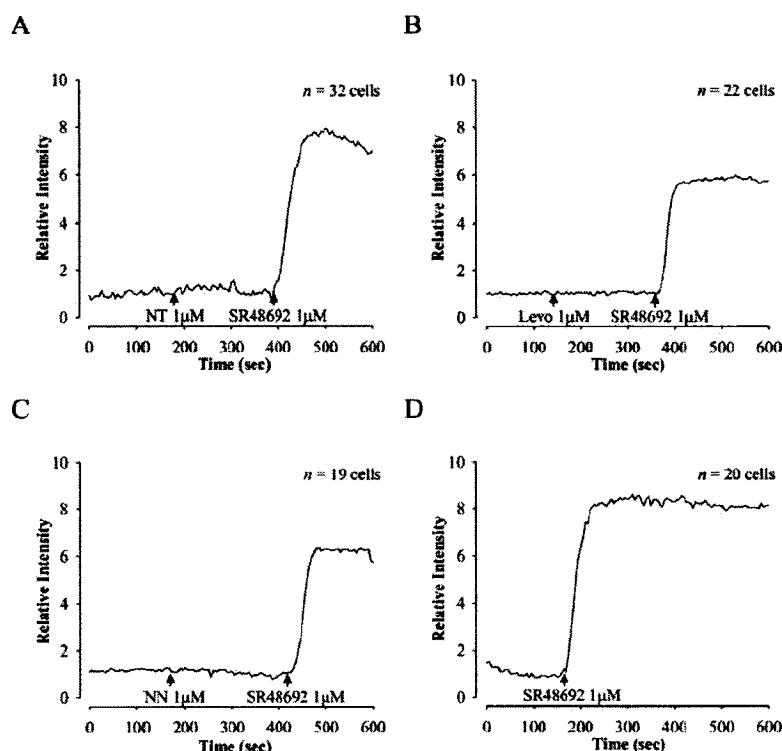 A
B
n = 32 cells
n = 22 cells
10
8
6
4
2
0
Relative Intensity
NT 1µM
SR48692 1µM
0 100 200 300 400 500 600
Time (sec)
10
8
6
4
2
0
Relative Intensity
Levo 1µM
SR48692 1µM
0 100 200 300 400 500 600
Time (sec)
C
D
n = 19 cells
n = 20 cells
10
8
6
4
2
0
Relative Intensity
NN 1µM
SR48692 1µM
0 100 200 300 400 500 600
Time (sec)
10
8
6
4
2
0
Relative Intensity
SR48692 1µM
0 200 400 600
Time (sec)